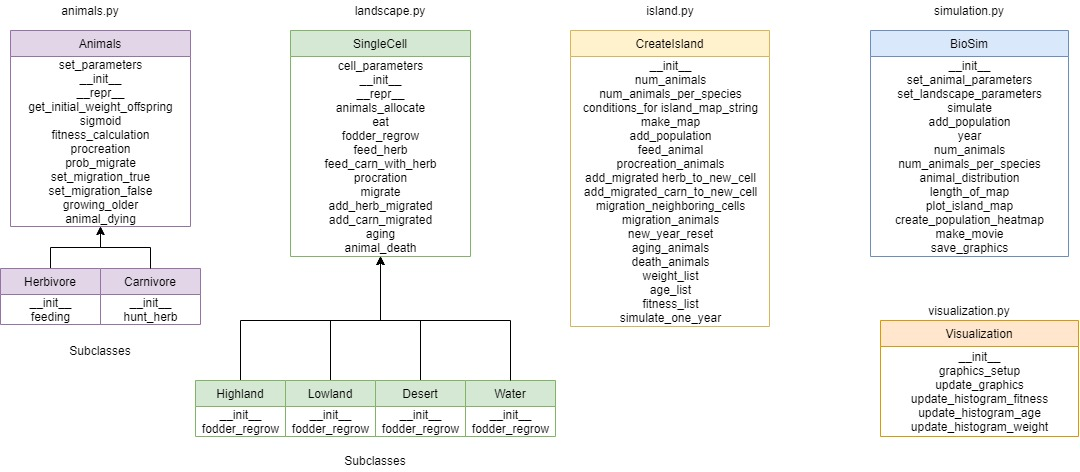 animals.py
Animals
set_parameters
__init__
__repr__
get_initial_weight_offspring
sigmoid
fitness_calculation
procreation
prob_migrate
set_migration_true
set_migration_false
growing_older
animal_dying
Herbivore
__init__
feeding
Carnivore
__init__
hunt_herb
Subclasses
landscape.py
SingleCell
cell_parameters
__init__
__repr__
animals_allocate
eat
fodder_regrow
feed_herb
feed_carn_with_herb
procration
migrate
add_herb_migrated
add_carn_migrated
aging
animal_death
Highland
__init__
fodder_regrow
Lowland
__init__
fodder_regrow
Desert
__init__
fodder_regrow
Water
__init__
fodder_regrow
Subclasses
island.py
CreateIsland
__init__
num_animals
num_animals_per_species
conditions_for island_map_string
make_map
add_population
feed_animal
procreation_animals
add_migrated herb_to_new_cell
add_migrated_carn_to_new_cell
migration_neighboring_cells
migration_animals
new_year_reset
aging_animals
death_animals
weight_list
age_list
fitness_list
simulate_one_year
simulation.py
BioSim
__init__
set_animal_parameters
set_landscape_parameters
simulate
add_population
year
num_animals
num_animals_per_species
animal_distribution
length_of_map
plot_island_map
create_population_heatmap
make_movie
save_graphics
visualization.py
Visualization
__init__
graphics_setup
update_graphics
update_histogram_fitness
update_histogram_age
update_histogram_weight